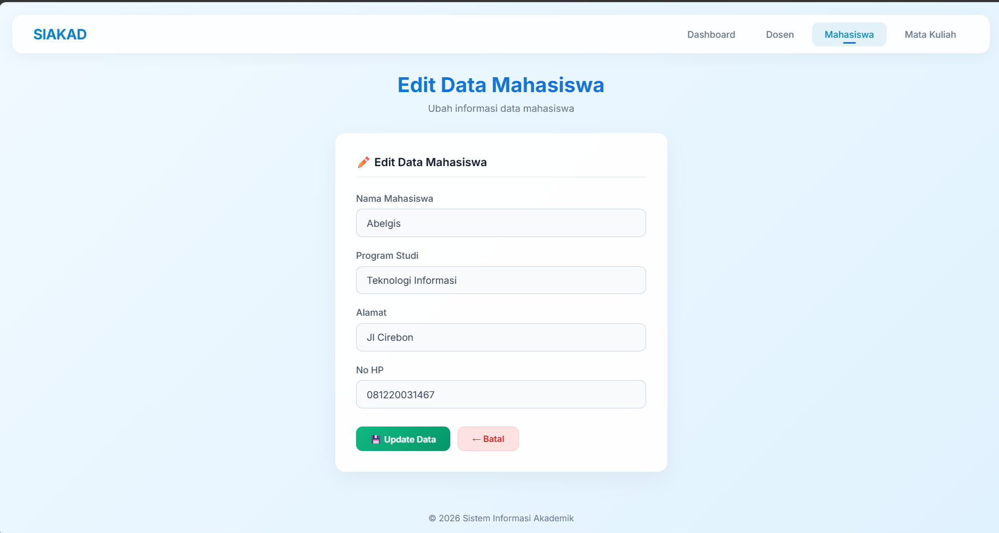 SIAKAD
Dashboard Dosen Mahasiswa Mata Kuliah
Edit Data Mahasiswa
Ubah informasi data mahasiswa
Edit Data Mahasiswa
Nama Mahasiswa
Abelgis
Program Studi
Teknologi Informasi
Alamat
Jl Cirebon
No HP
081220031467
Update Data
← Batal
© 2026 Sistem Informasi Akademik